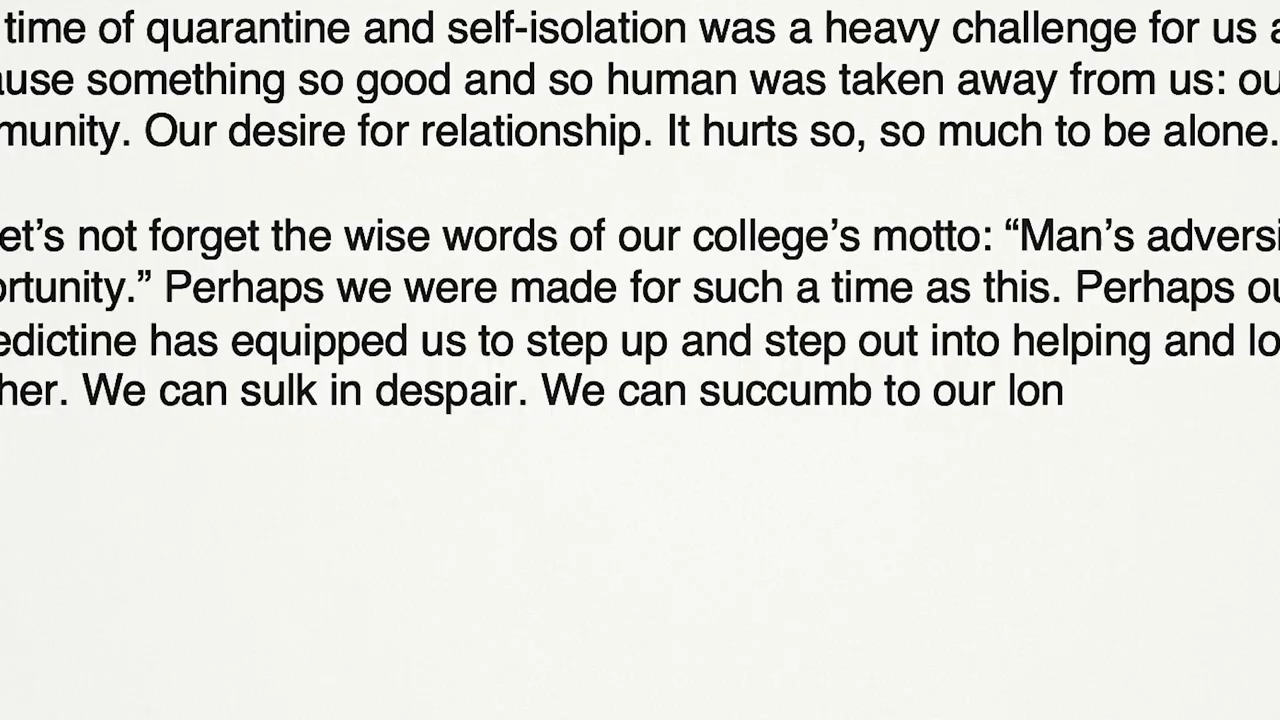 time of quarantine and self-isolation was a heavy challenge for us a
ause something so good and so human was taken away from us: ou
munity. Our desire for relationship. It hurts so, so much to be alone.
et’s not forget the wise words of our college’s motto: “Man’s adversi
ortunity.” Perhaps we were made for such a time as this. Perhaps ou
edictine has equipped us to step up and step out into helping and lo
her. We can sulk in despair. We can succumb to our lon